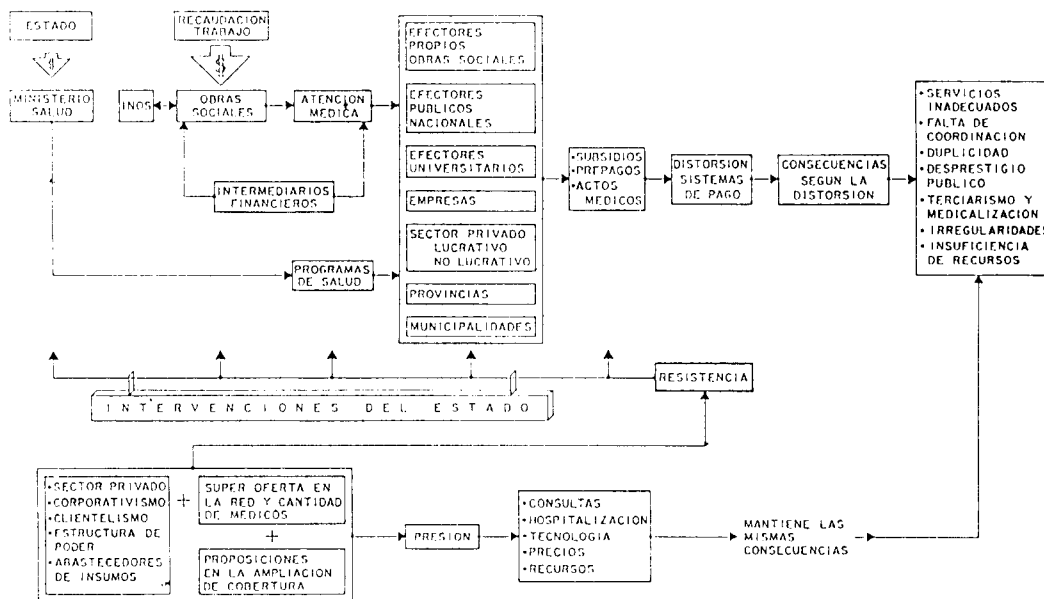 ESTADO
RECAUDACION
TRABAJO
$
$
MINISTERIO
SALUD
INOS
OBRAS
SOCIALES
ATENCION
MEDICA
INTERMEDIARIOS
FINANCIEROS
PROGRAMAS
DE SALUD
EFECTORES
PROPIOS
OBRAS SOCIALES
EFECTORES
PUBLICOS
NACIONALES
EFECTORES
UNIVERSITARIOS
EMPRESAS
SECTOR PRIVADO
LUCRATIVO
NO LUCRATIVO
PROVINCIAS
MUNICIPALIDADES
•SUBSIDIOS
•PREPAGOS
•ACTOS
MEDICOS
DISTORSION
SISTEMAS
DE PAGO
CONSECUENCIAS
SEGUN LA
DISTORSION
•SERVICIOS
INADECUADOS
•FALTA DE
COORDINACION
•DUPLICIDAD
•DESPRESTIGIO
PUBLICO
•TERCIARISMO Y
MEDICALIZACION
•IRREGULARIDADES
•INSUFICIENCIA
DE RECURSOS
RESISTENCIA
INTERVENCIONES DEL ESTADO
•SECTOR PRIVADO
•CORPORATIVISMO
•CLIENTELISMO
•ESTRUCTURA DE
PODER
•ABASTECEDORES
DE INSUMOS
+
SUPER OFERTA EN
LA RED Y CANTIDAD
DE MEDICOS
+
PROPOSICIONES
EN LA AMPLIACION
DE COBERTURA
PRESION
•CONSULTAS
•HOSPITALIZACION
•TECNOLOGIA
•PRECIOS
•RECURSOS
MANTIENE LAS
MISMAS
CONSECUENCIAS